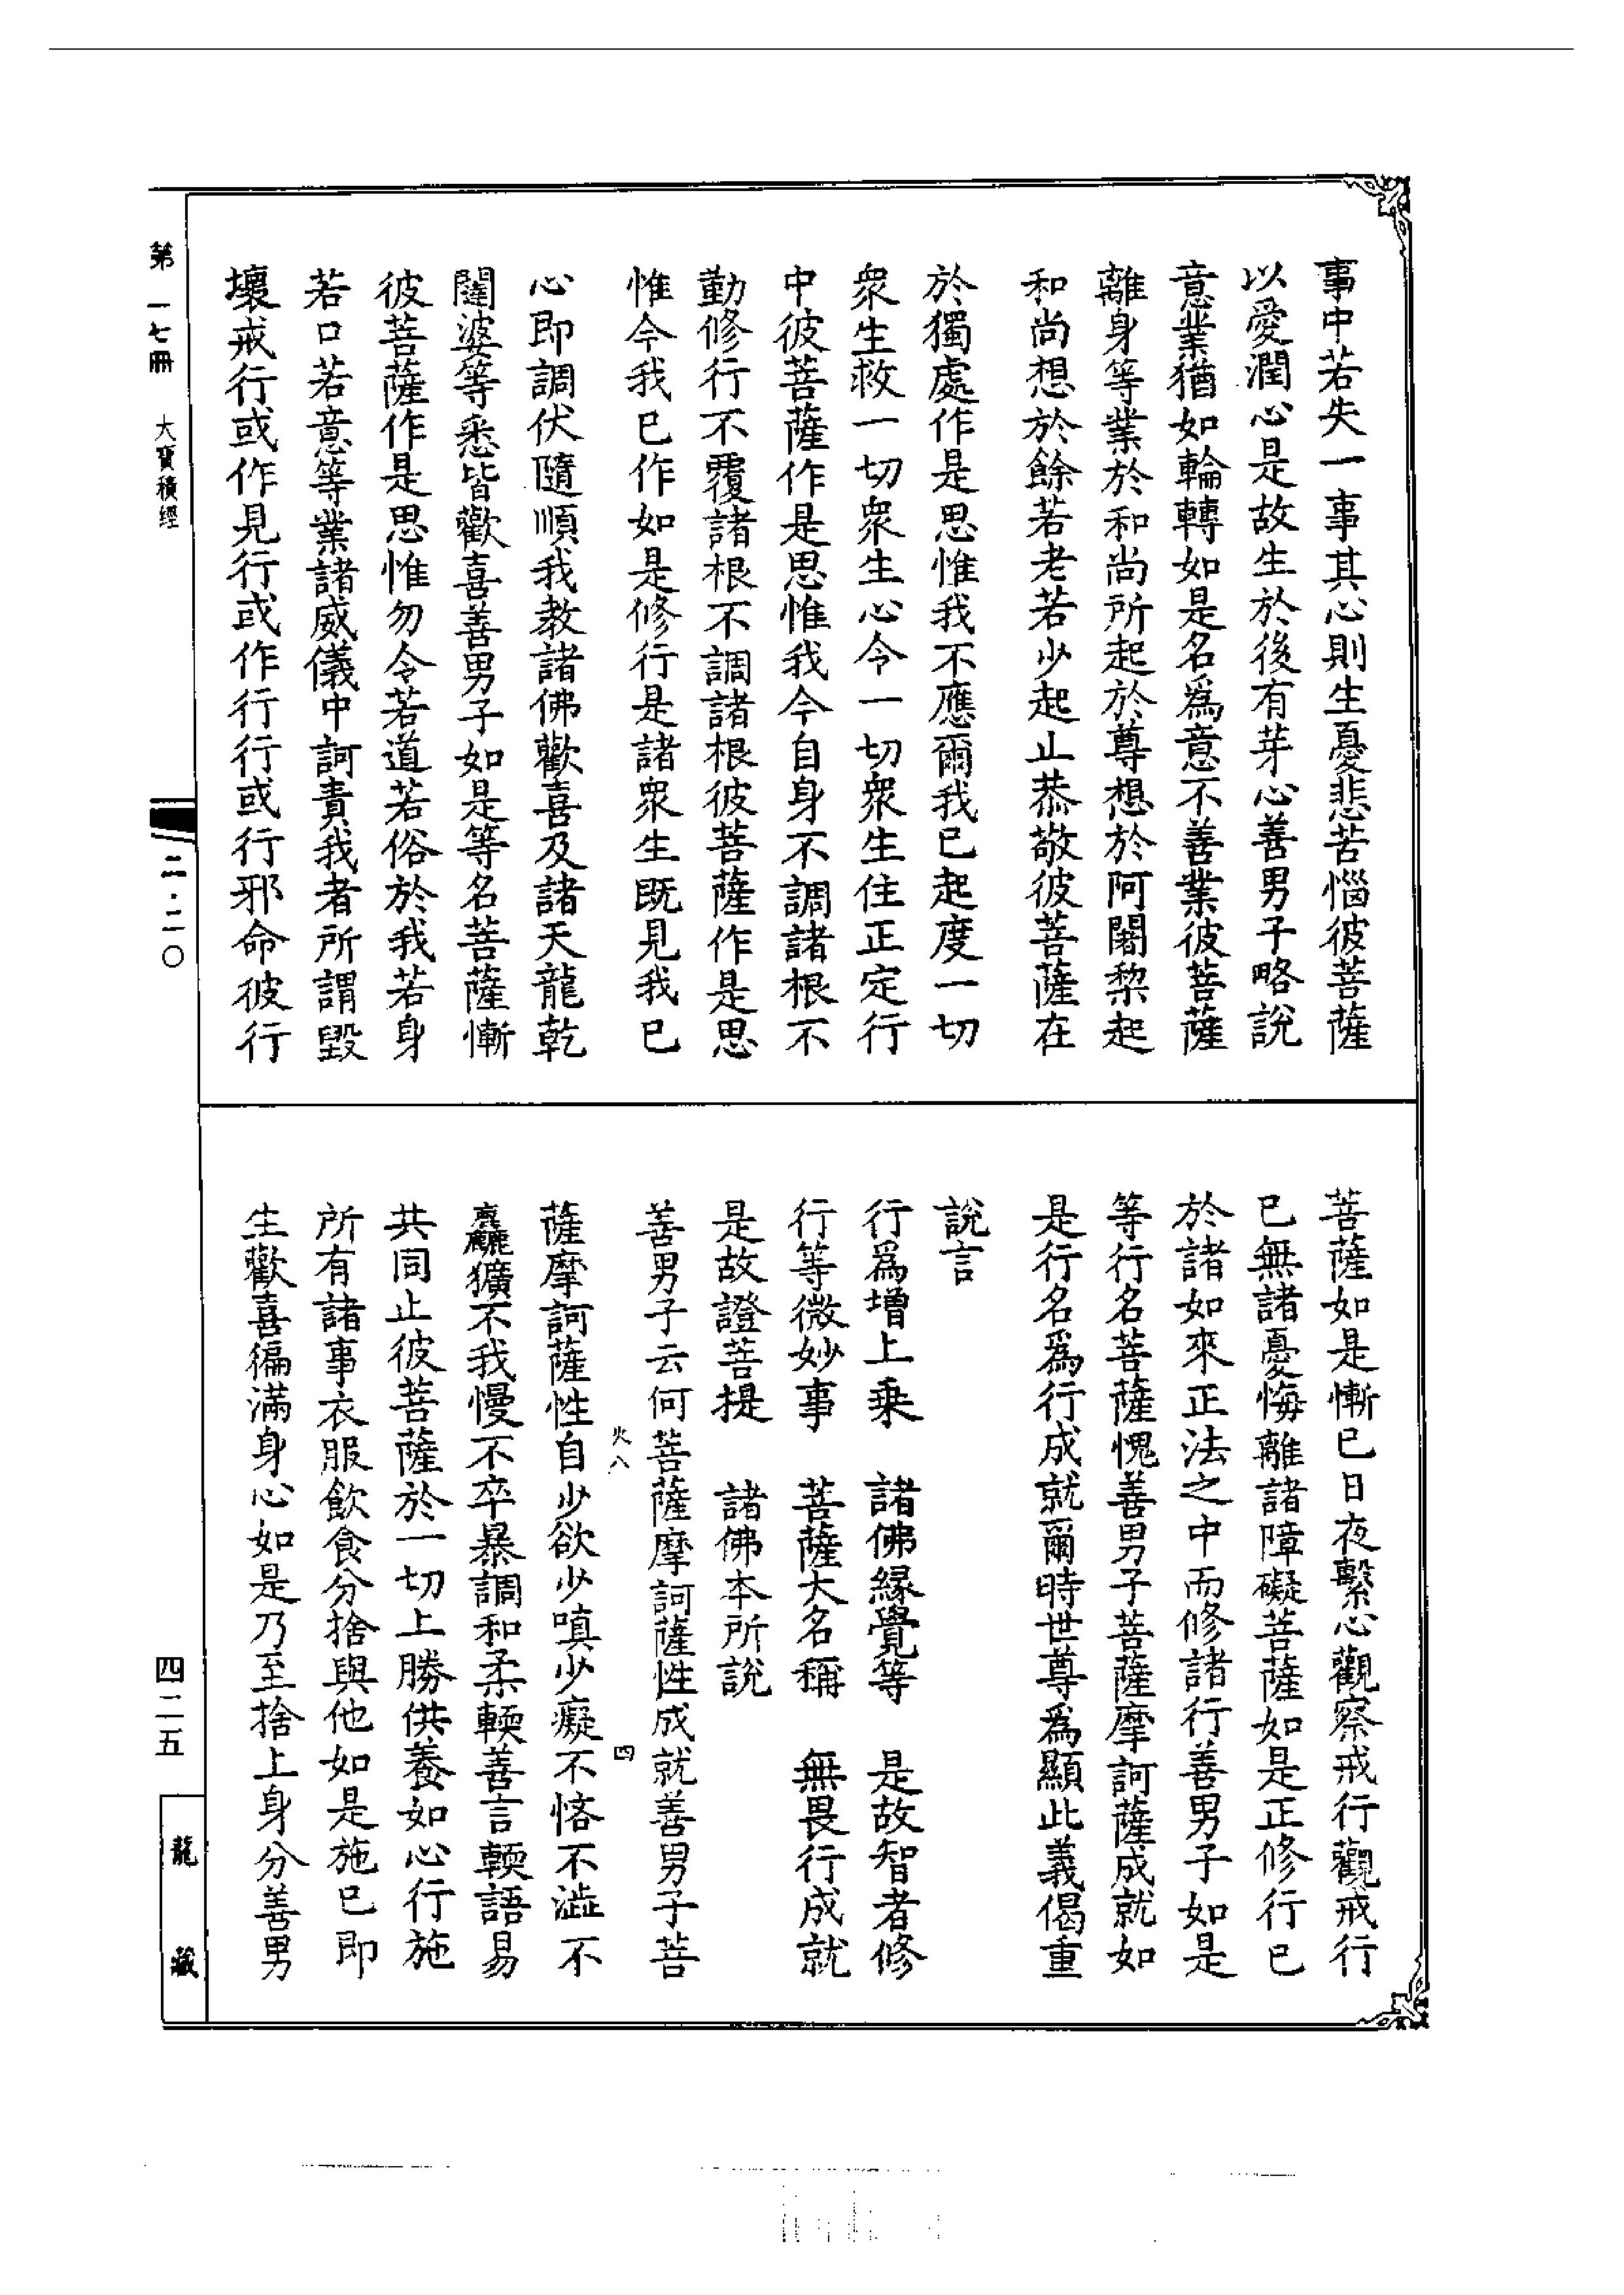 事中若失一事其心則生憂悲苦惱彼菩薩
以愛潤心是故生於後有芽心善男子略說
意業猶如輪轉如是名為意不善業彼菩薩
離身等業於和尚所起於尊想於阿闍黎起
和尚想於餘若老若少起止恭敬彼菩薩在
於獨處作是思惟我不應爾我已起度一切
眾生救一切眾生心今一切眾生住正定行
中彼菩薩作是思惟我今自身不調諸根不
勤修行不覆諸根不調諸根彼菩薩作是思
惟今我已作如是修行是諸眾生既見我已
心即調伏隨順我教諸佛歡喜及諸天龍乾
闥婆等悉皆歡喜善男子如是等名菩薩慚
彼菩薩作是思惟勿令若道若俗於我若身
若口若意等業諸威儀中訶責我者所謂毀
壞戒行或作見行或作行行或行邪命彼行
菩薩如是慚已日夜繫心觀察戒行觀戒行
已無諸憂悔離諸障礙菩薩如是正修行已
於諸如來正法之中而修諸行善男子如是
等行名菩薩愧善男子菩薩摩訶薩成就如
是行名為行成就爾時世尊為顯此義偈重
說言
行為增上乘　諸佛緣覺等　是故智者修
行等微妙事　菩薩大名稱　無畏行成就
是故證菩提　諸佛本所說
善男子云何菩薩摩訶薩性成就善男子菩
火八　四
薩摩訶薩性自少欲少嗔少癡不悋不澁不
麤獷不我慢不卒暴調和柔輭善言輭語易
共同止彼菩薩於一切上勝供養如心行施
所有諸事衣服飲食分捨與他如是施已即
生歡喜徧滿身心如是乃至捨上身分善男
第一七冊　大寶積經
二·二〇
四二五
龍藏